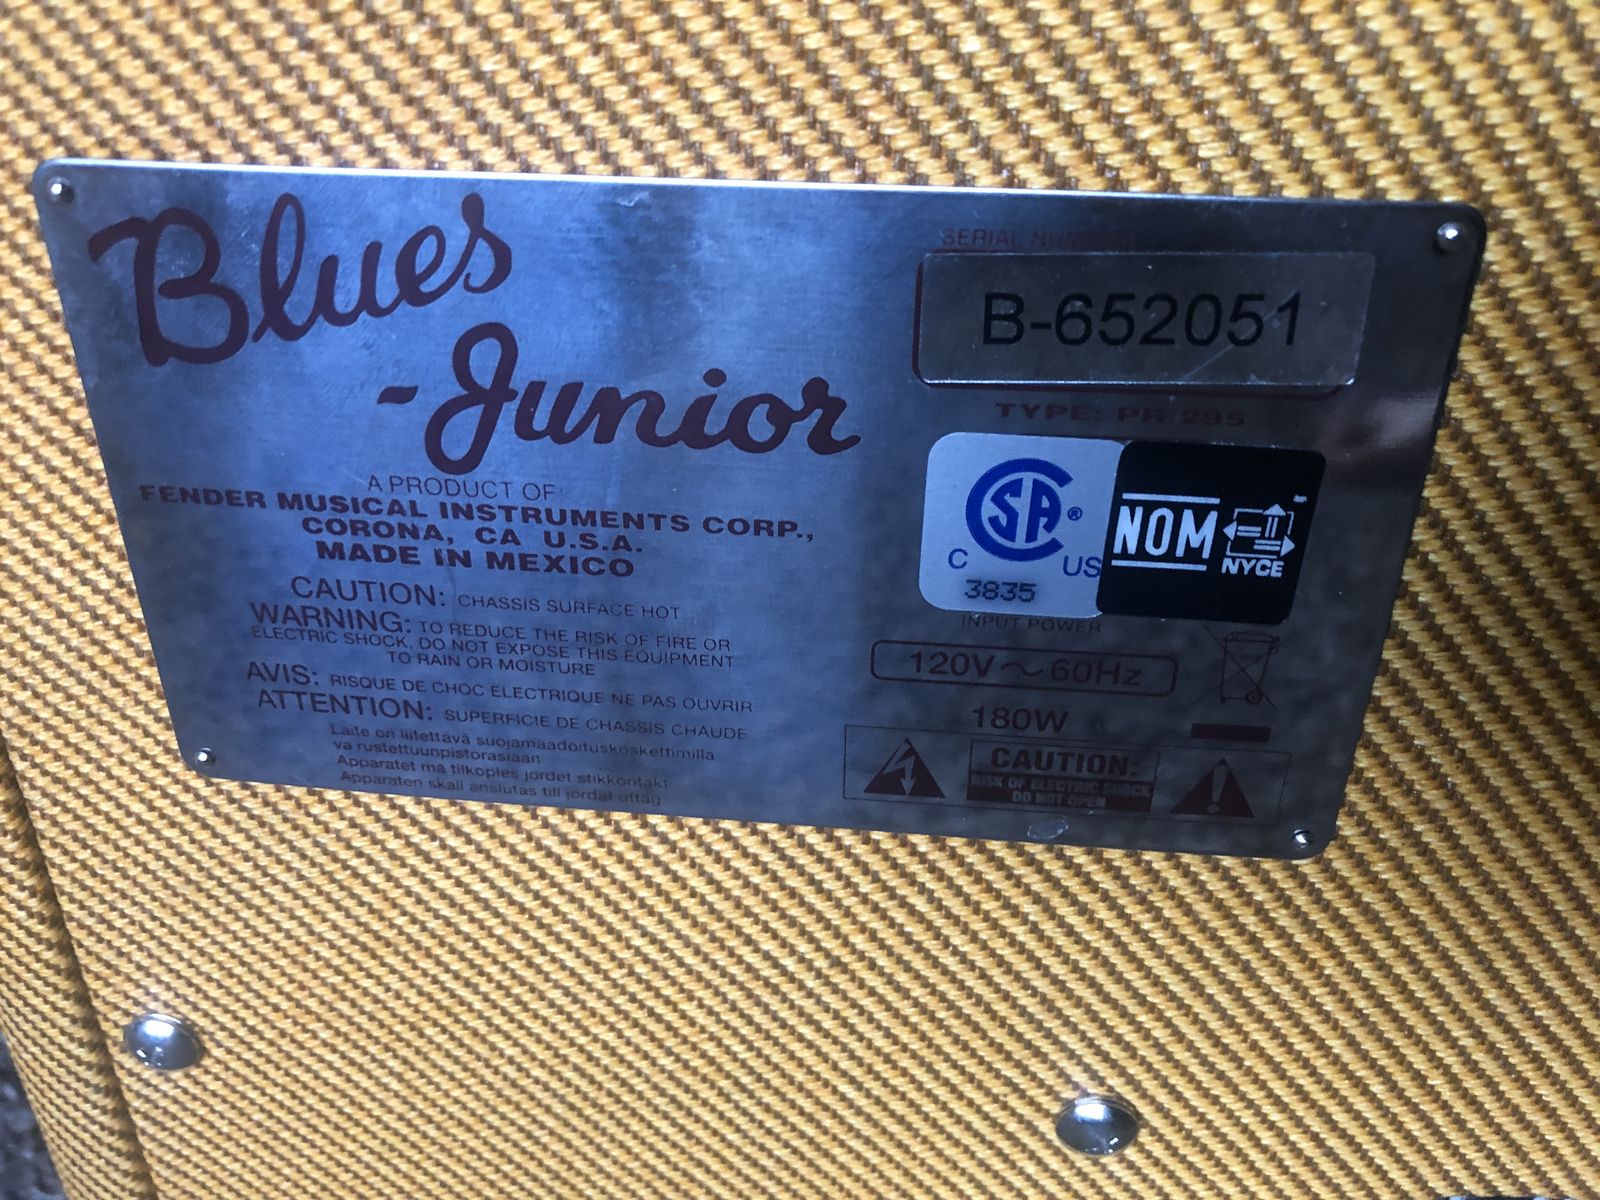 Blues
-Junior
A PRODUCT OF:
FENDER MUSICAL INSTRUMENTS CORP.,
CORONA, CA U.S.A.
MADE IN MEXICO
CAUTION: CHASSIS SURFACE HOT
WARNING: TO REDUCE THE RISK OF FIRE OR
ELECTRIC SHOCK, DO NOT EXPOSE THIS EQUIPMENT
TO RAIN OR MOISTURE
AVIS: RISQUE DE CHOC ELECTRIQUE NE PAS OUVRIR
ATTENTION: SUPERFICIE DE CHASSIS CHAUDE
Laite on liitettävä suojamaadoituskoskettimilla
va rustettuunpistorasiaan
Apparatet må tilkoples jordet stikkontakt
Apparaten skall anslutas till jordat uttag
SERIAL NUMBER
B-652051
TYPE: PR 295
CSA®
C US
3835
NOM
NYCE
INPUT POWER
120V～60Hz
180W
CAUTION:
RISK OF ELECTRIC SHOCK
DO NOT OPEN